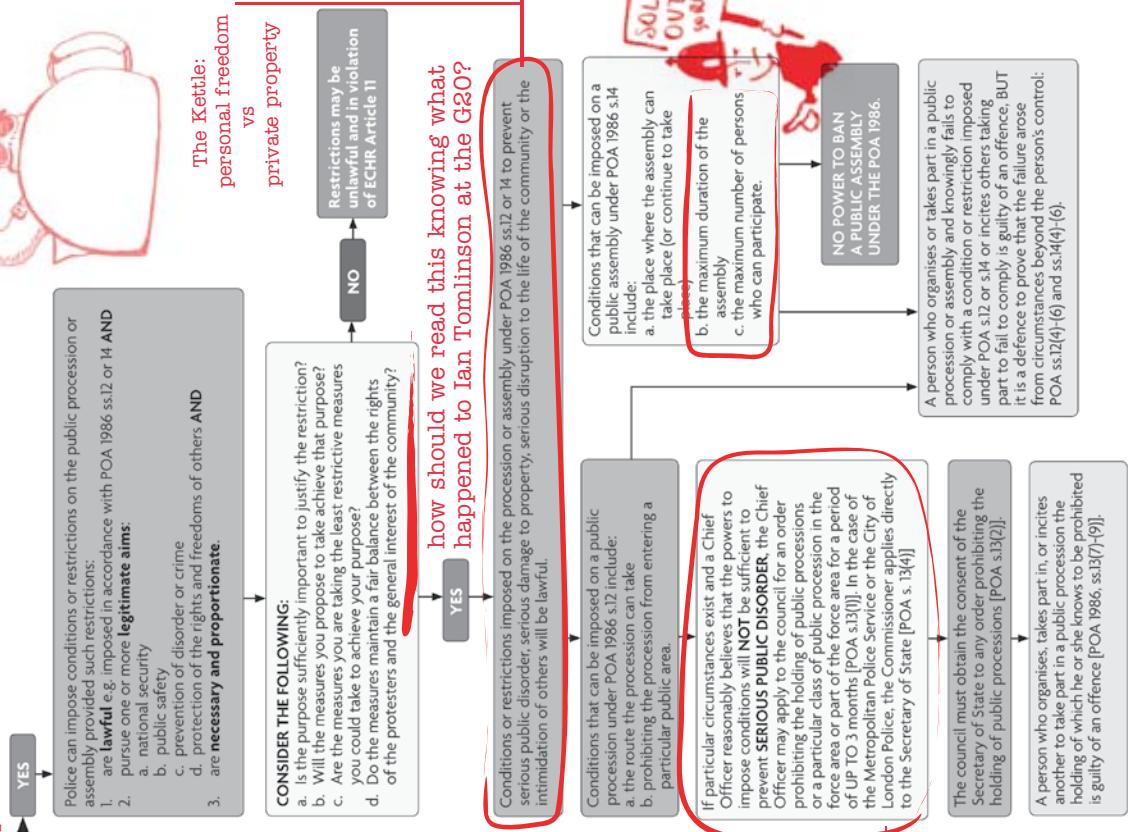 YES
Police can impose conditions or restrictions on the public procession or
assembly provided such restrictions:
1. are lawful e.g. imposed in accordance with POA 1986 ss.12 or 14 AND
2. pursue one or more legitimate aims:
a. national security
b. public safety
c. prevention of disorder or crime
d. protection of the rights and freedoms of others AND
3. are necessary and proportionate.
The Kettle:
personal freedom
vs
private property
CONSIDER THE FOLLOWING:
a. Is the purpose sufficiently important to justify the restriction?
b. Will the measures you propose to take achieve that purpose?
c. Are the measures you are taking the least restrictive measures
you could take to achieve your purpose?
d. Do the measures maintain a fair balance between the rights
of the protesters and the general interest of the community?
NO
Restrictions may be
unlawful and in violation
of ECHR Article 11
YES
how should we read this knowing what
happened to Ian Tomlinson at the G20?
Conditions or restrictions imposed on the procession or assembly under POA 1986 ss.12 or 14 to prevent
serious public disorder, serious damage to property, serious disruption to the life of the community or the
intimidation of others will be lawful.
Conditions that can be imposed on a public
procession under POA 1986 s.12 include:
a. the route the procession can take
b. prohibiting the procession from entering a
particular public area.
Conditions that can be imposed on a
public assembly under POA 1986 s.14
include:
a. the place where the assembly can
take place (or continue to take
place)
b. the maximum duration of the
assembly
c. the maximum number of persons
who can participate.
SOLD
OUT
If particular circumstances exist and a Chief
Officer reasonably believes that the powers to
impose conditions will NOT be sufficient to
prevent SERIOUS PUBLIC DISORDER, the Chief
Officer may apply to the council for an order
prohibiting the holding of public processions
or a particular class of public procession in the
force area or part of the force area for a period
of UP TO 3 months [POA s.13(1)]. In the case of
the Metropolitan Police Service or the City of
London Police, the Commissioner applies directly
to the Secretary of State [POA s. 13(4)]
NO POWER TO BAN
A PUBLIC ASSEMBLY
UNDER THE POA 1986.
A person who organises or takes part in a public
procession or assembly and knowingly fails to
comply with a condition or restriction imposed
under POA s.12 or s.14 or incites others taking
part to fail to comply is guilty of an offence, BUT
it is a defence to prove that the failure arose
from circumstances beyond the person's control:
POA ss.12(4)-(6) and ss.14(4)-(6).
The council must obtain the consent of the
Secretary of State to any order prohibiting the
holding of public processions [POA s.13(2)].
A person who organises, takes part in, or incites
another to take part in a public procession the
holding of which he or she knows to be prohibited
is guilty of an offence [POA 1986, ss.13(7)-(9)].